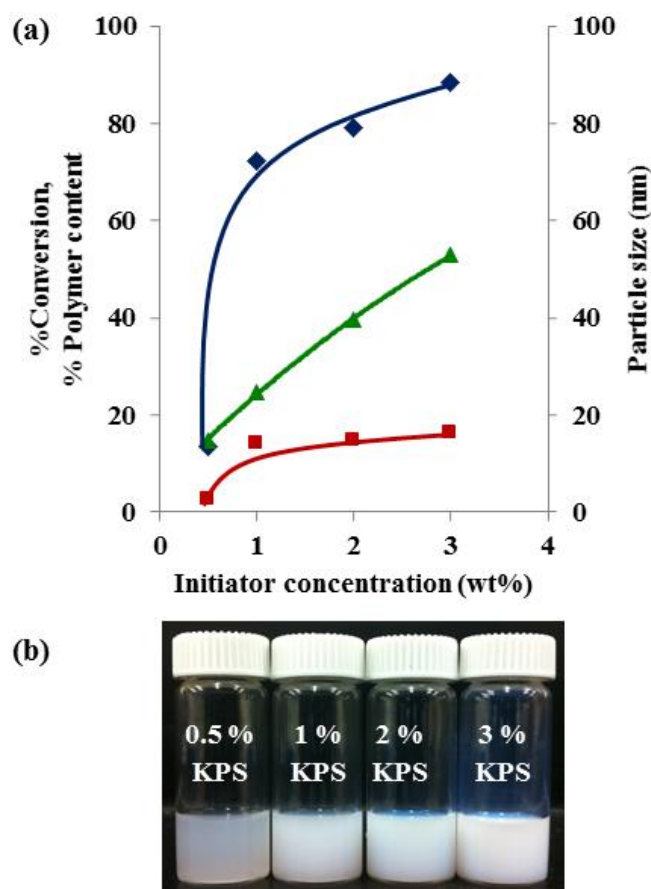 (a)
100
80
60
40
20
0
%Conversion,
% Polymer content
100
80
60
40
20
0
Particle size (nm)
0 1 2 3 4
Initiator concentration (wt%)
(b)
0.5 %
KPS
1 %
KPS
2 %
KPS
3 %
KPS